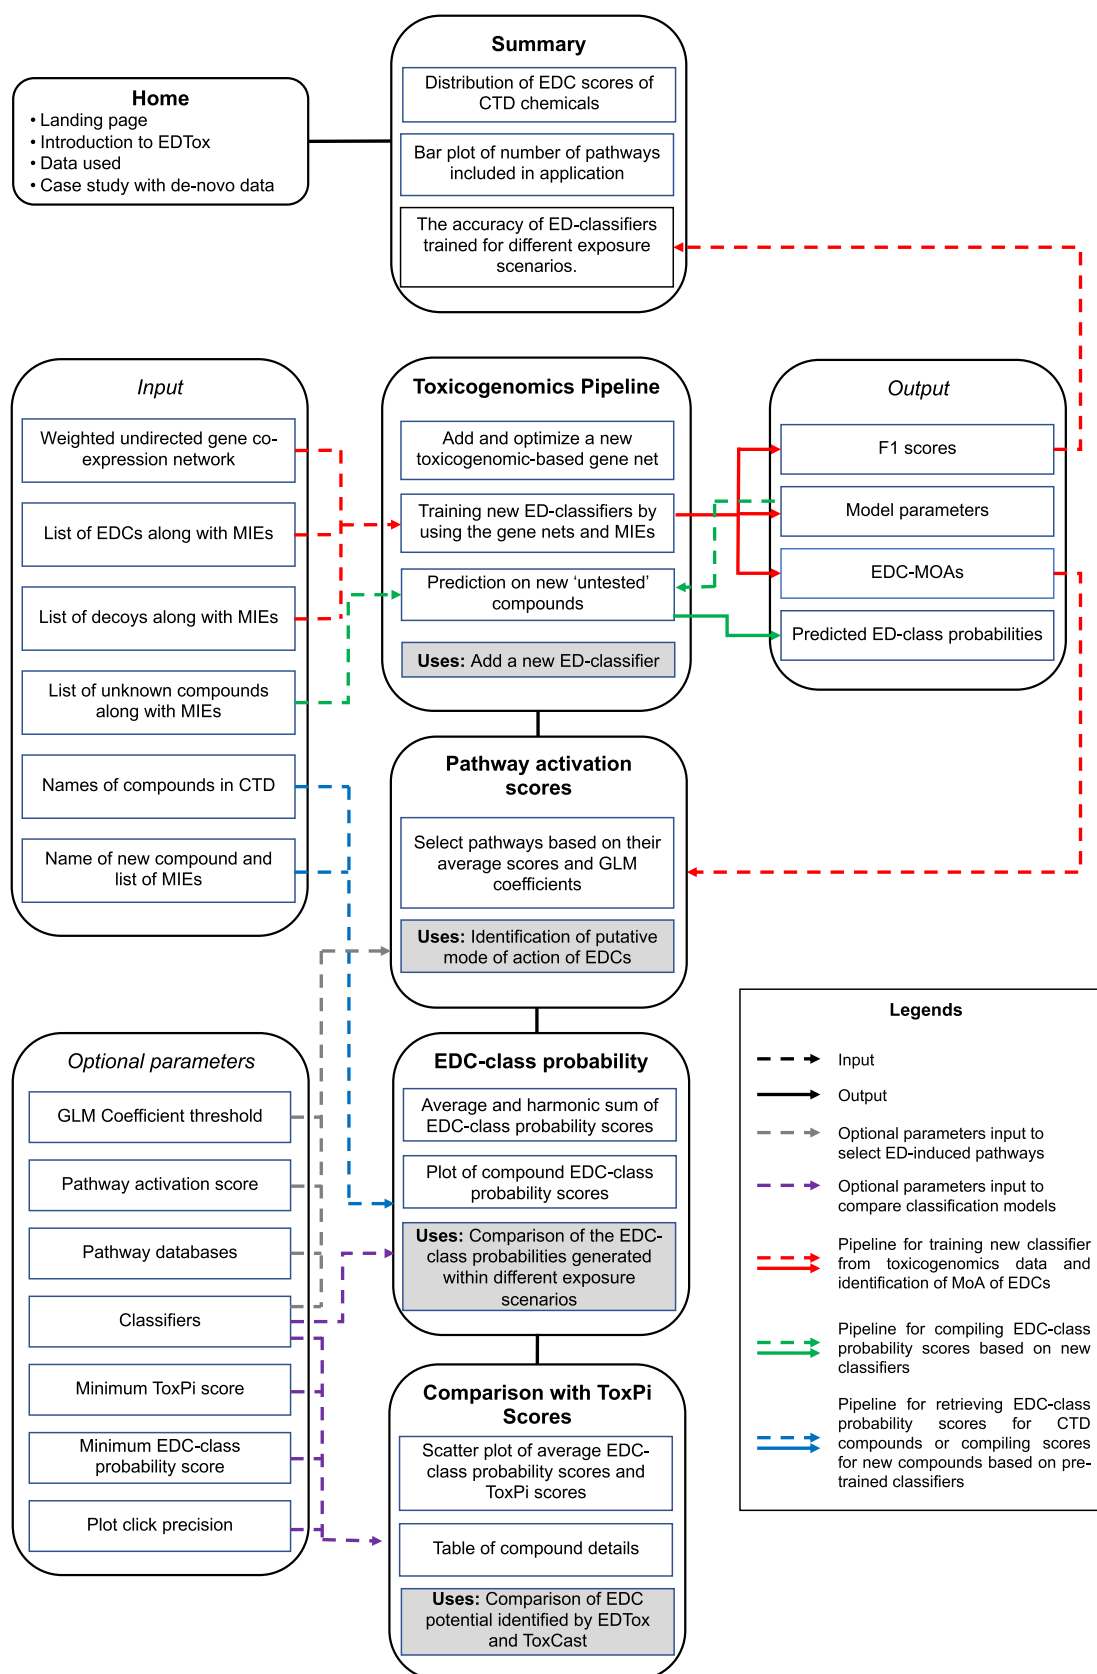 Summary
Distribution of EDC scores of
CTD chemicals
Bar plot of number of pathways
included in application
The accuracy of ED-classifiers
trained for different exposure
scenarios.
Home
• Landing page
• Introduction to EDTox
• Data used
• Case study with de-novo data
Input
Weighted undirected gene co-
expression network
List of EDCs along with MIEs
List of decoys along with MIEs
List of unknown compounds
along with MIEs
Names of compounds in CTD
Name of new compound and
list of MIEs
Toxicogenomics Pipeline
Add and optimize a new
toxicogenomic-based gene net
Training new ED-classifiers by
using the gene nets and MIEs
Prediction on new ‘untested’
compounds
Uses: Add a new ED-classifier
Output
F1 scores
Model parameters
EDC-MOAs
Predicted ED-class probabilities
Pathway activation
scores
Select pathways based on their
average scores and GLM
coefficients
Uses: Identification of putative
mode of action of EDCs
Optional parameters
GLM Coefficient threshold
Pathway activation score
Pathway databases
Classifiers
Minimum ToxPi score
Minimum EDC-class
probability score
Plot click precision
EDC-class probability
Average and harmonic sum of
EDC-class probability scores
Plot of compound EDC-class
probability scores
Uses: Comparison of the EDC-
class probabilities generated
within different exposure
scenarios
Comparison with ToxPi
Scores
Scatter plot of average EDC-
class probability scores and
ToxPi scores
Table of compound details
Uses: Comparison of EDC
potential identified by EDTox
and ToxCast
Legends
Input
Output
Optional parameters input to
select ED-induced pathways
Optional parameters input to
compare classification models
Pipeline for training new classifier
from toxicogenomics data and
identification of MoA of EDCs
Pipeline for compiling EDC-class
probability scores based on new
classifiers
Pipeline for retrieving EDC-class
probability scores for CTD
compounds or compiling scores
for new compounds based on pre-
trained classifiers